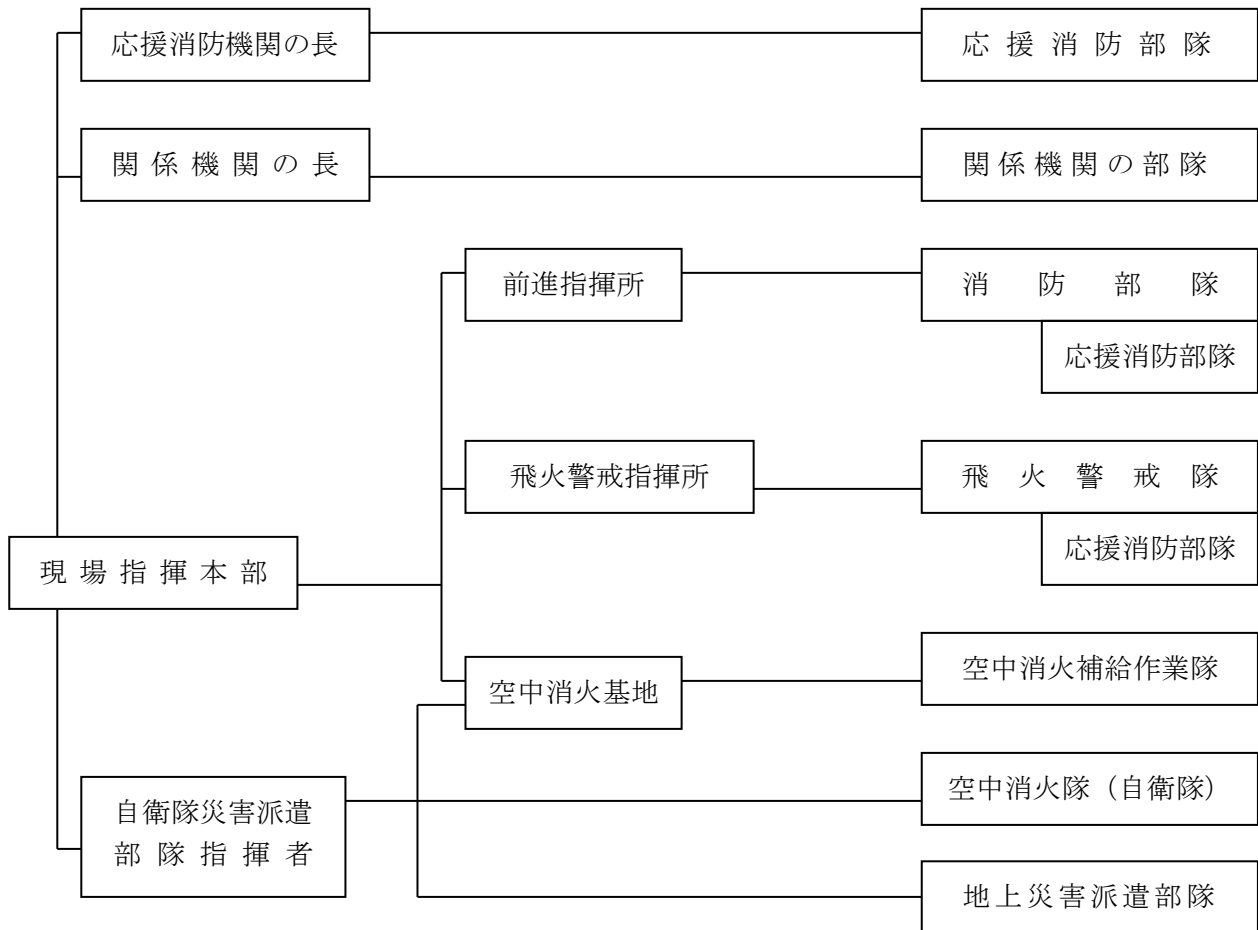 応援消防機関の長
応援消防部隊
関係機関の長
関係機関の部隊
前進指揮所
消防部隊
応援消防部隊
飛火警戒指揮所
飛火警戒隊
応援消防部隊
現場指揮本部
空中消火基地
空中消火補給作業隊
自衛隊災害派遣
部隊指揮者
空中消火隊（自衛隊）
地上災害派遣部隊